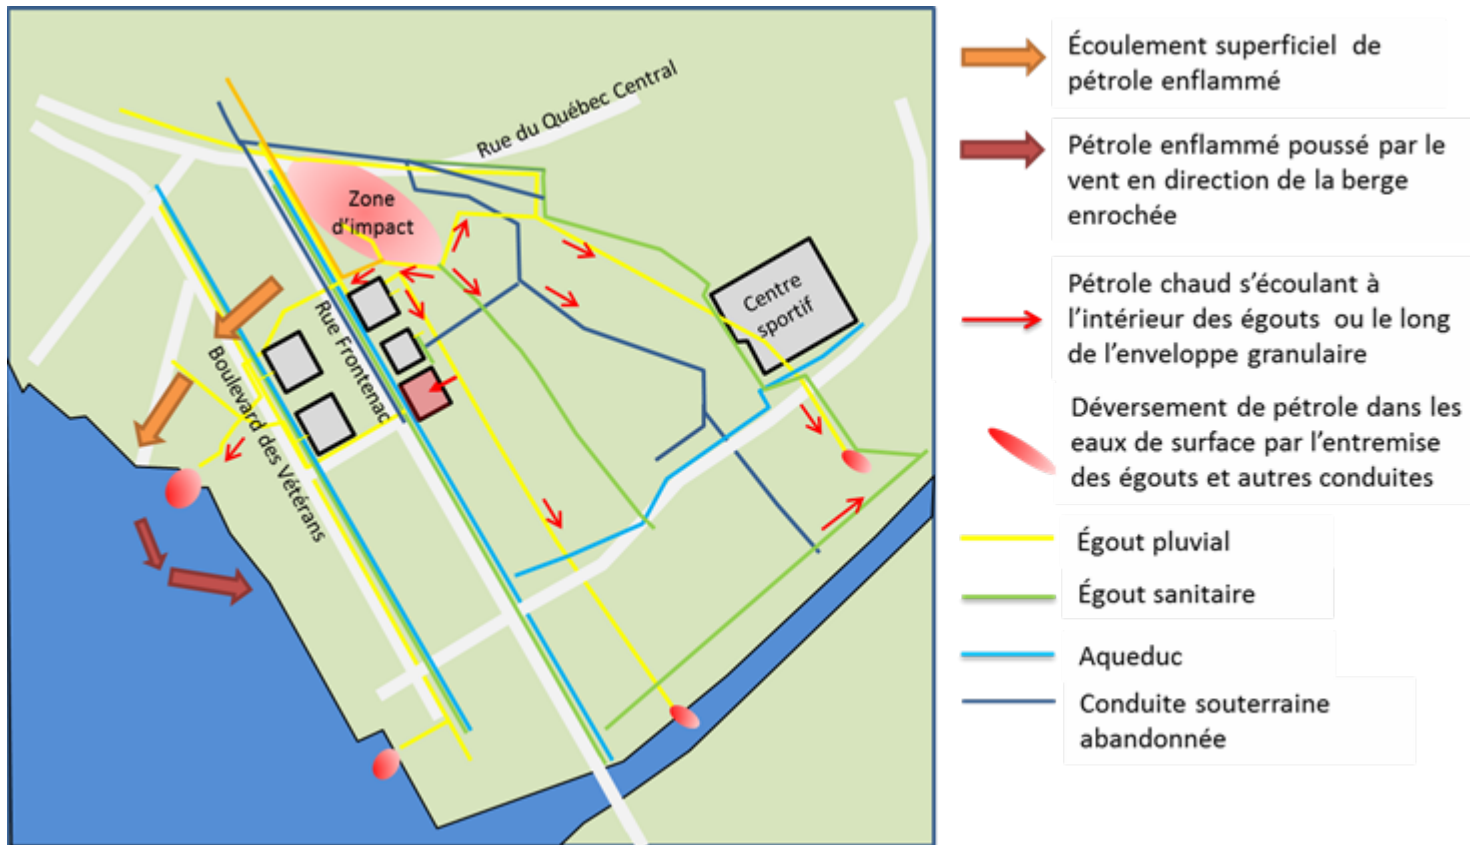 Rue du Québec Central
Zone
d'impact
Centre
sportif
Rue Frontenac
Boulevard des Vétérans
Écoulement superficiel de
pétrole enflammé
Pétrole enflammé poussé par le
vent en direction de la berge
enrochée
Pétrole chaud s'écoulant à
l'intérieur des égouts ou le long
de l'enveloppe granulaire
Déversement de pétrole dans les
eaux de surface par l'entremise
des égouts et autres conduites
Égout pluvial
Égout sanitaire
Aqueduc
Conduite souterraine
abandonnée